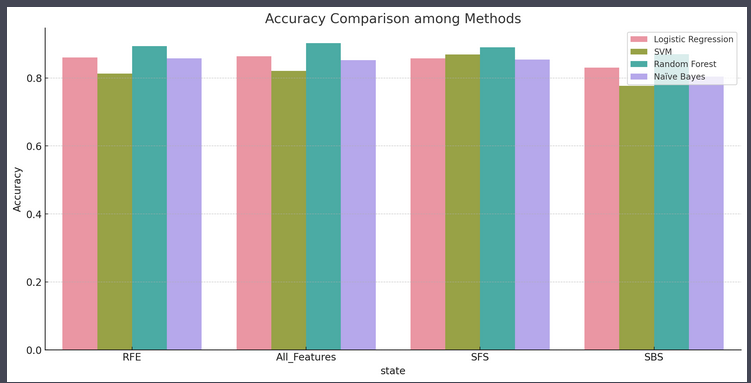 Accuracy Comparison among Methods
Logistic Regression
SVM
Random Forest
Naïve Bayes
Accuracy
0.8
0.6
0.4
0.2
0.0
RFE All_Features SFS SBS
state